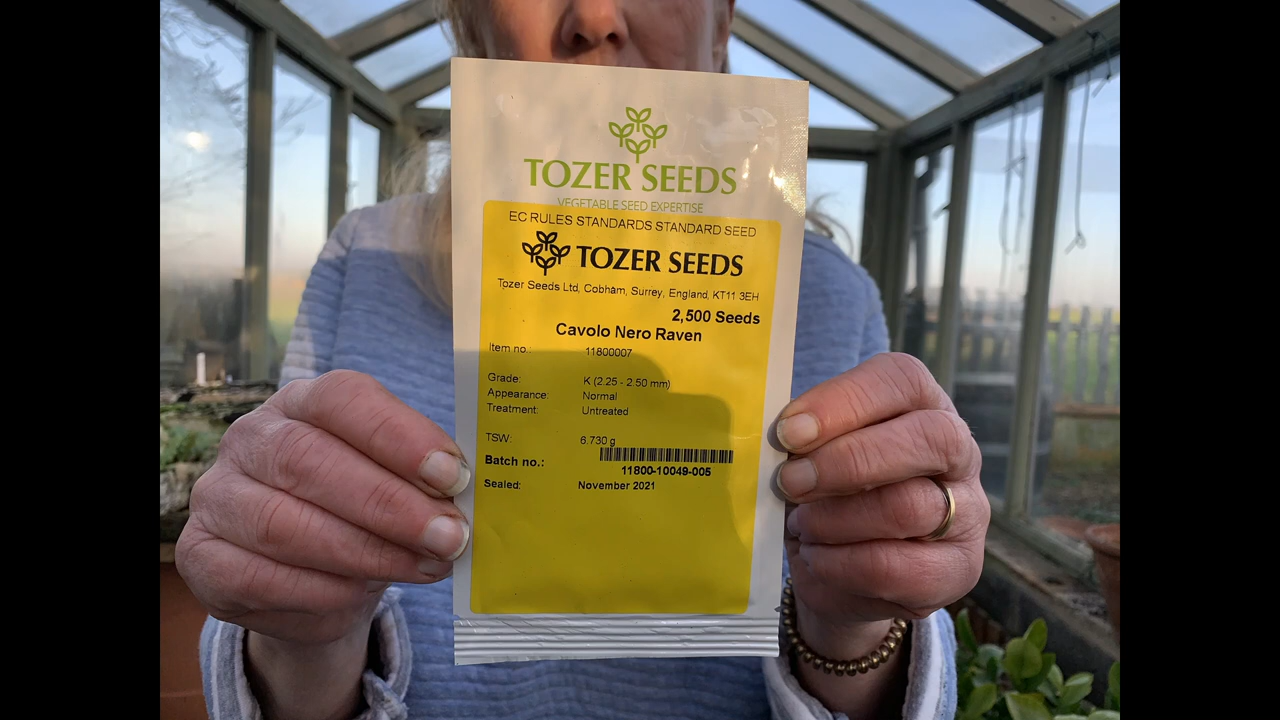 TOZER SEEDS
VEGETABLE SEED EXPERTISE
EC RULES STANDARDS STANDARD SEED
TOZER SEEDS
Tozer Seeds Ltd, Cobham, Surrey, England, KT11 3EH
2,500 Seeds
Cavolo Nero Raven
Item no.: 11800007
Grade: K (2.25 - 2.50 mm)
Appearance: Normal
Treatment: Untreated
TSW: 6.730 g
Batch no.: 11800-10049-005
Sealed: November 2021